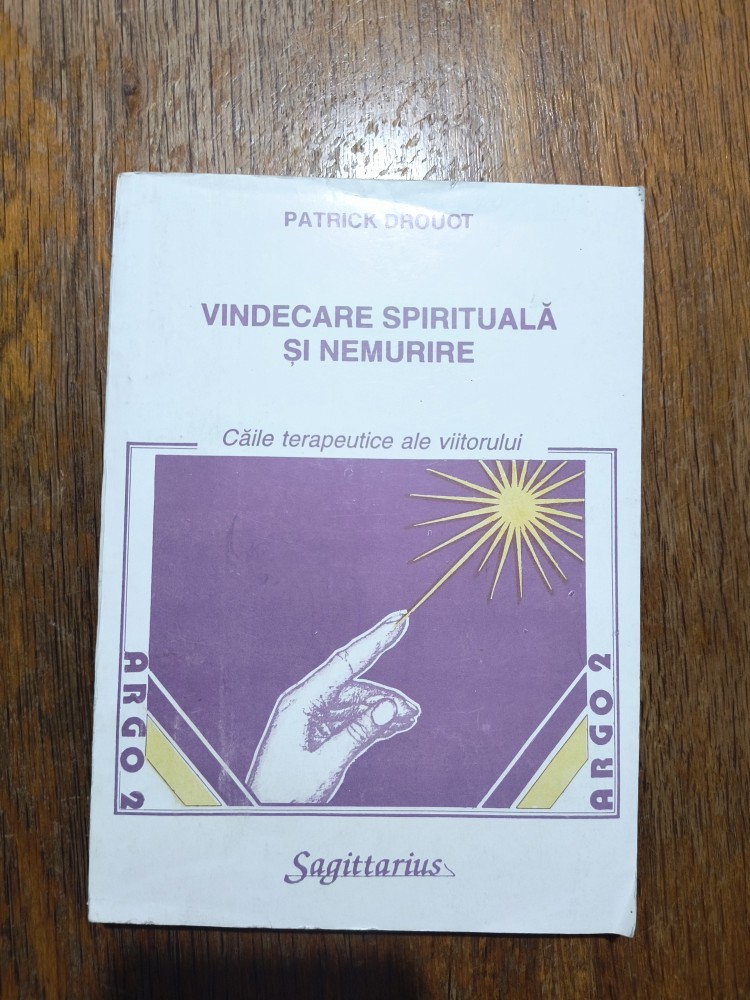 PATRICK DROUOT
VINDECARE SPIRITUALĂ
ȘI NEMURIRE
Căile terapeutice ale viitorului
ARGO 2
ARGO 2
Sagittarius